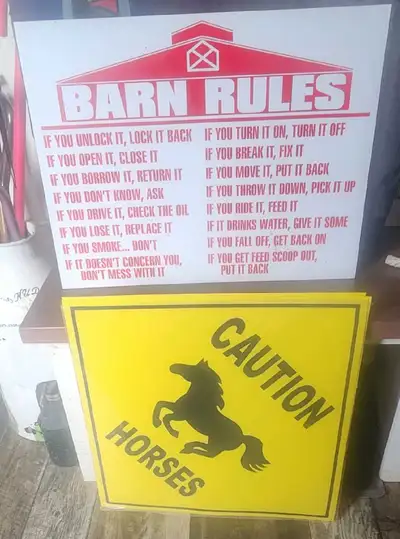 BARN RULES
IF YOU UNLOCK IT, LOCK IT BACK
IF YOU OPEN IT, CLOSE IT
IF YOU BORROW IT, RETURN IT
IF YOU DON'T KNOW, ASK
IF YOU DRIVE IT, CHECK THE OIL
IF YOU LOSE IT, REPLACE IT
IF YOU SMOKE... DON'T
IF IT DOESN'T CONCERN YOU,
DON'T MESS WITH IT
IF YOU TURN IT ON, TURN IT OFF
IF YOU BREAK IT, FIX IT
IF YOU MOVE IT, PUT IT BACK
IF YOU THROW IT DOWN, PICK IT UP
IF YOU RIDE IT, FEED IT
IF IT DRINKS WATER, GIVE IT SOME
IF YOU FALL OFF, GET BACK ON
IF YOU GET FEED SCOOP OUT,
PUT IT BACK
CAUTION
HORSES